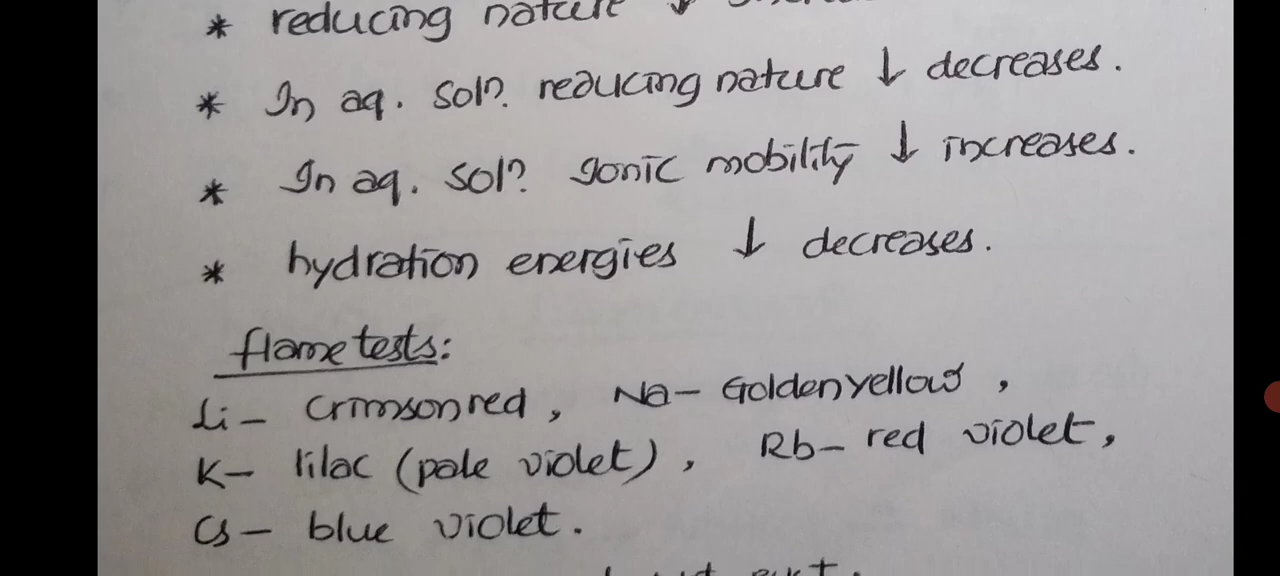 * reducing nature ↓
* In aq. soln. reducing nature ↓ decreases.
* In aq. soln. Ionic mobility ↓ increases.
* hydration energies ↓ decreases.
flame tests:
Li – Crimson red, Na – Golden yellow,
K – lilac (pale violet), Rb – red violet,
Cs – blue violet.